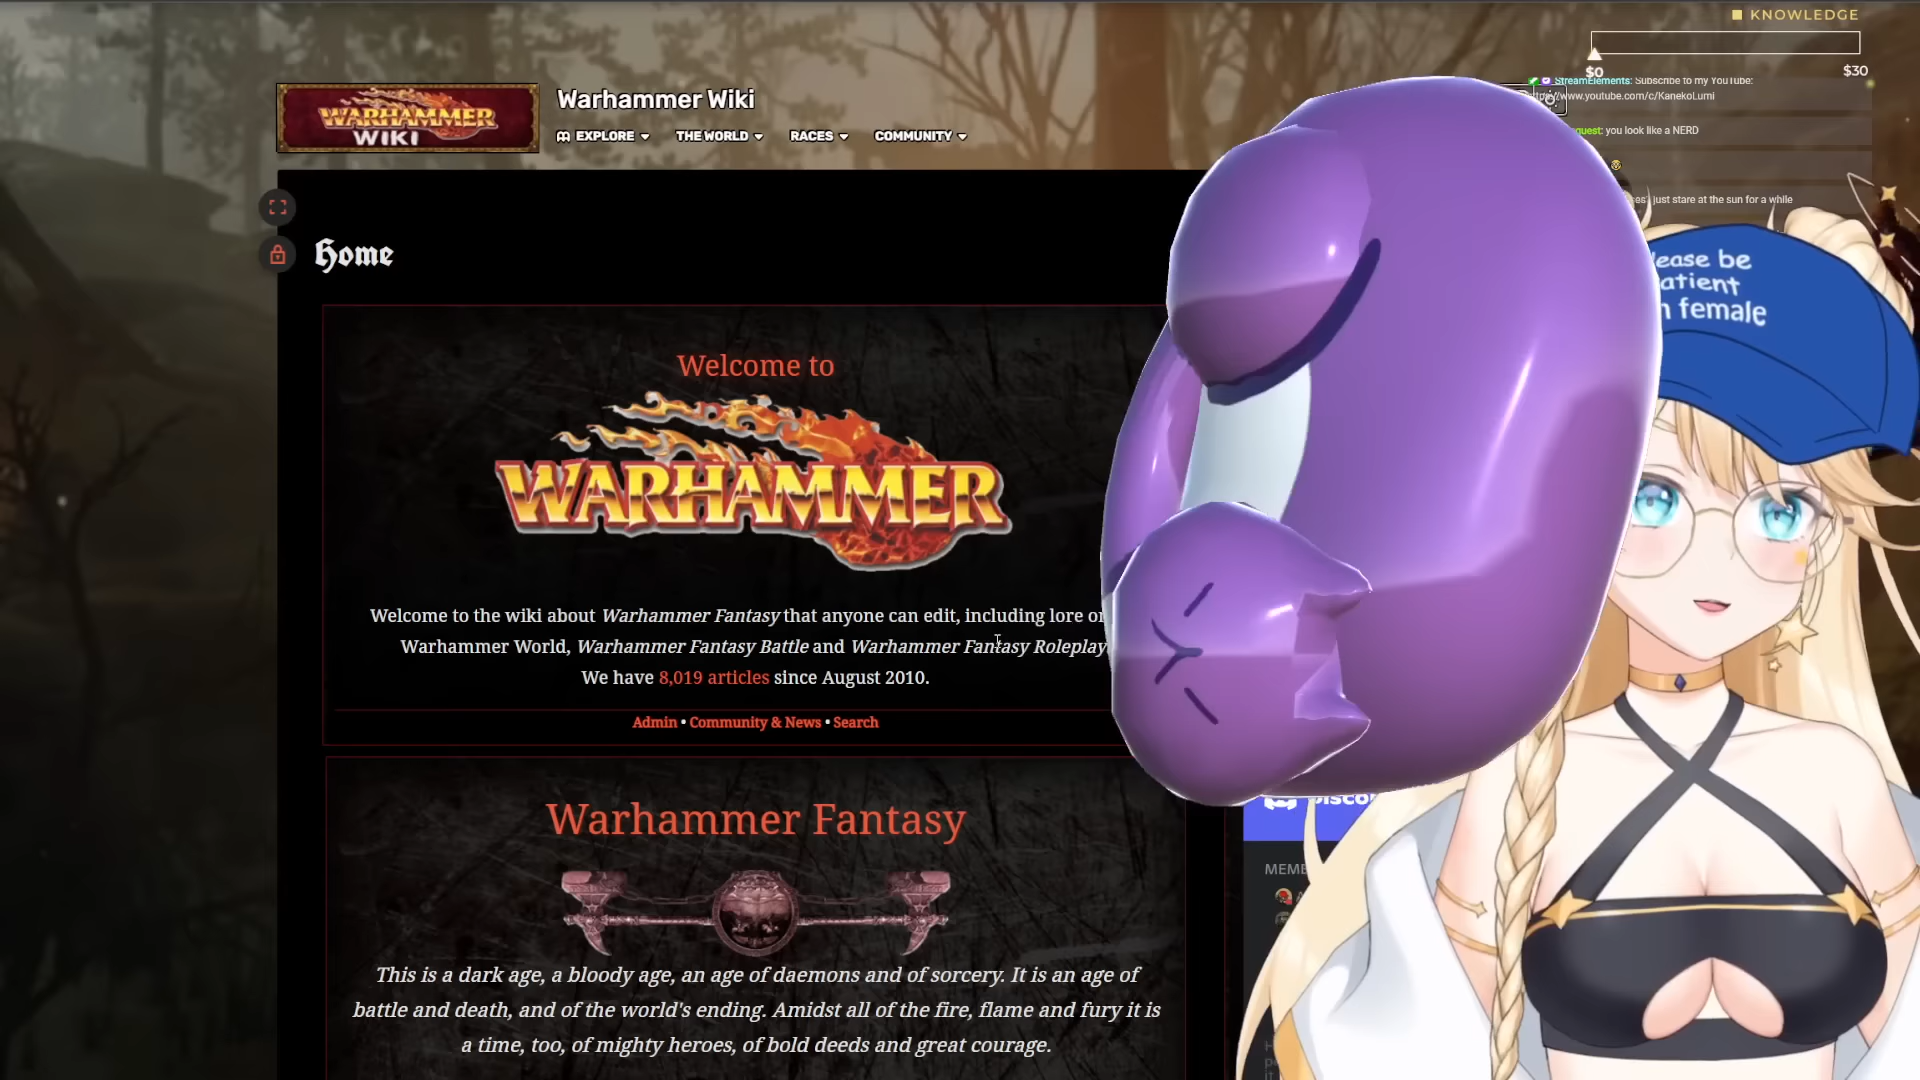 KNOWLEDGE
$0
$30
StreamElements: Subscribe to my YouTube:
www.youtube.com/c/KanekoLumi
quest: you look like a NERD
just stare at the sun for a while
WARHAMMER
WIKI
Warhammer Wiki
EXPLORE
THE WORLD
RACES
COMMUNITY
Home
lease be
atient
female
Welcome to
WARHAMMER
Welcome to the wiki about Warhammer Fantasy that anyone can edit, including lore on
Warhammer World, Warhammer Fantasy Battle and Warhammer Fantasy Roleplay
We have 8,019 articles since August 2010.
Admin • Community & News • Search
Warhammer Fantasy
This is a dark age, a bloody age, an age of daemons and of sorcery. It is an age of
battle and death, and of the world's ending. Amidst all of the fire, flame and fury it is
a time, too, of mighty heroes, of bold deeds and great courage.
Disco
MEMB